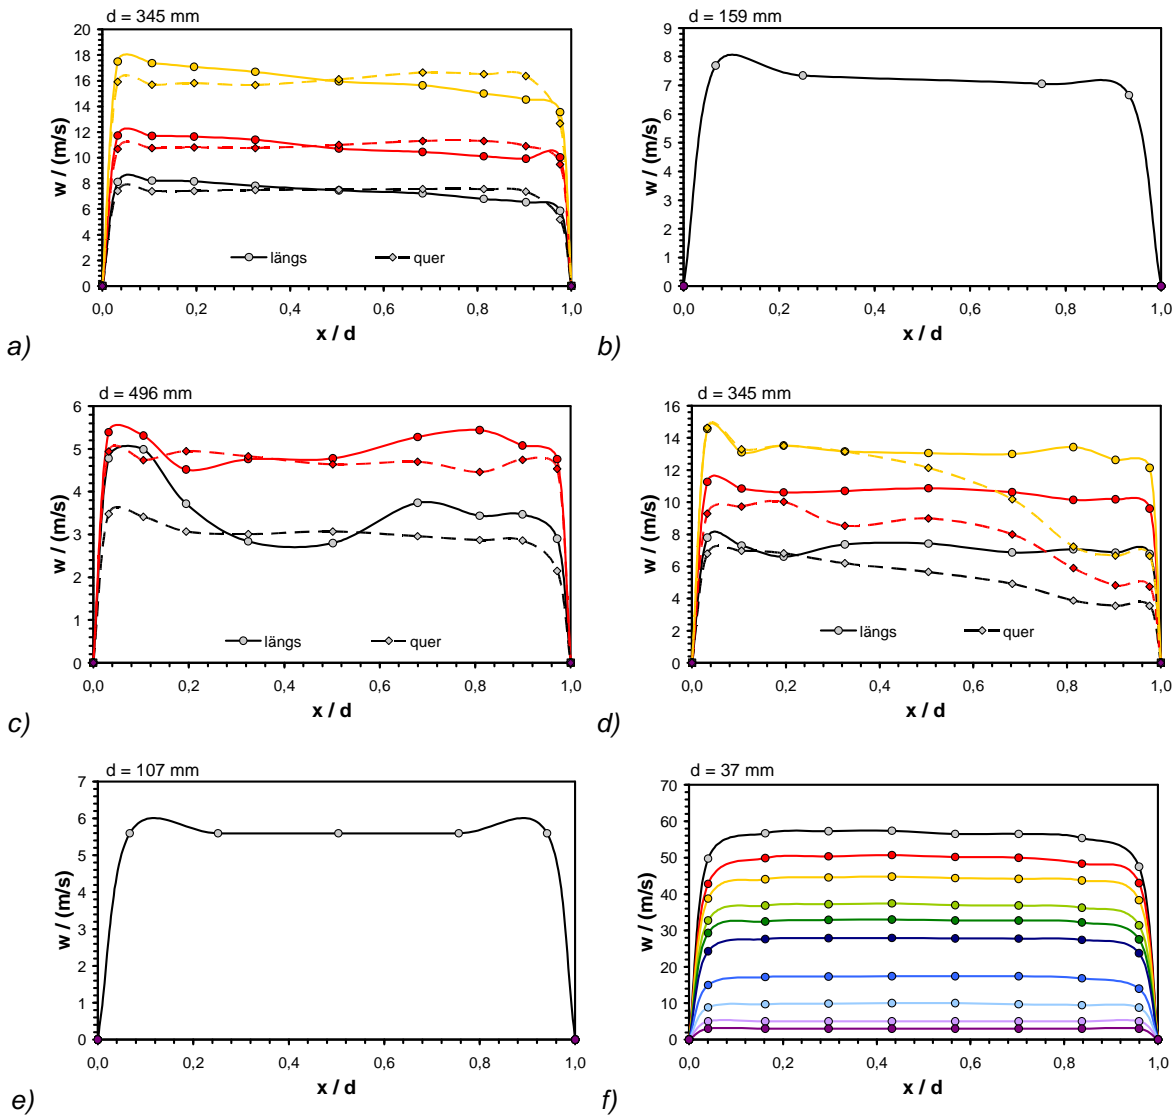 d = 345 mm
20
18
16
14
12
10
8
6
4
2
0
w / (m/s)
längs
quer
0,0 0,2 0,4 0,6 0,8 1,0
x / d
a)
d = 159 mm
9
8
7
6
5
4
3
2
1
0
w / (m/s)
0,0 0,2 0,4 0,6 0,8 1,0
x / d
b)
d = 496 mm
6
5
4
3
2
1
0
w / (m/s)
längs
quer
0,0 0,2 0,4 0,6 0,8 1,0
x / d
c)
d = 345 mm
16
14
12
10
8
6
4
2
0
w / (m/s)
längs
quer
0,0 0,2 0,4 0,6 0,8 1,0
x / d
d)
d = 107 mm
7
6
5
4
3
2
1
0
w / (m/s)
0,0 0,2 0,4 0,6 0,8 1,0
x / d
e)
d = 37 mm
70
60
50
40
30
20
10
0
w / (m/s)
0,0 0,2 0,4 0,6 0,8 1,0
x / d
f)